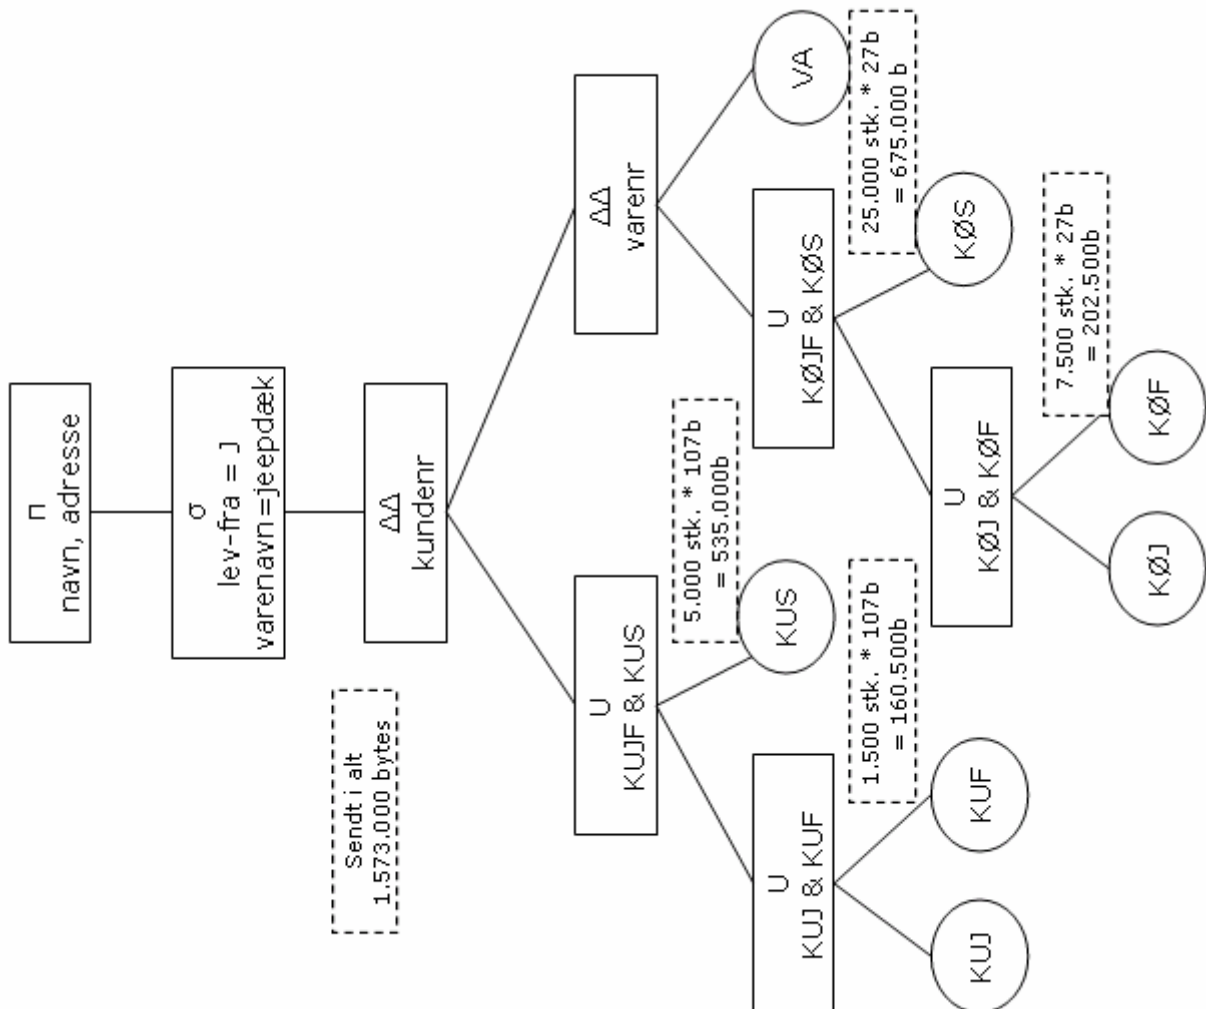 π
navn, adresse
σ
lev-fra = J
varenavn=jeepdæk
ΔΔ
kundenr
Sendt i alt
1.573.000 bytes
U
KUJF & KUS
ΔΔ
varenr
U
KUJ & KUF
KUS
5.000 stk. * 107b
= 535.000b
U
KØJF & KØS
VA
KUJ
KUF
1.500 stk. * 107b
= 160.500b
U
KØJ & KØF
KØS
25.000 stk. * 27b
= 675.000 b
KØJ
KØF
7.500 stk. * 27b
= 202.500b